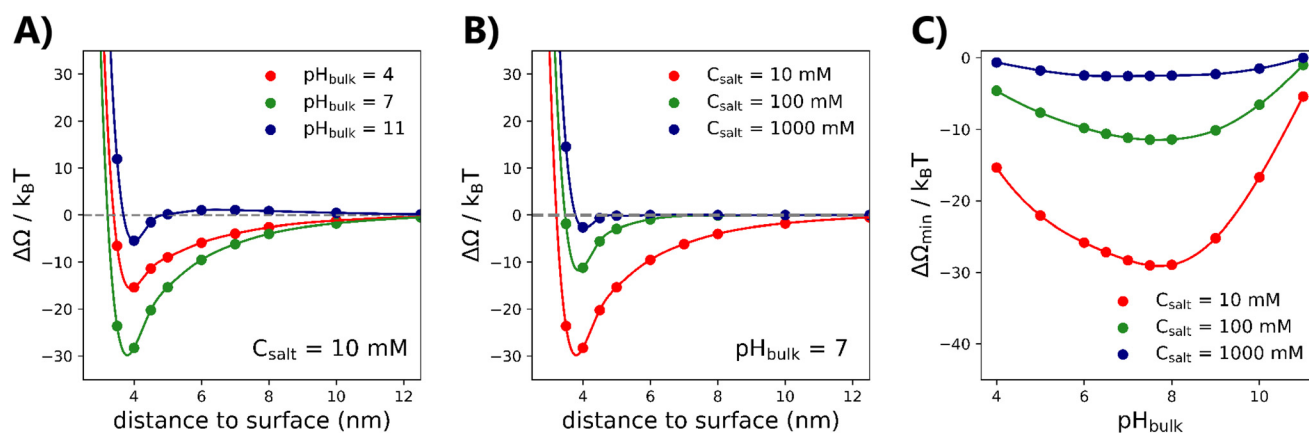 A)
30
20
10
0
−10
−20
−30
4
6
8
10
12
ΔΩ / kBT
distance to surface (nm)
pHbulk = 4
pHbulk = 7
pHbulk = 11
Csalt = 10 mM
B)
30
20
10
0
−10
−20
−30
4
6
8
10
12
ΔΩ / kBT
distance to surface (nm)
Csalt = 10 mM
Csalt = 100 mM
Csalt = 1000 mM
pHbulk = 7
C)
0
−10
−20
−30
−40
4
6
8
10
ΔΩmin / kBT
pHbulk
Csalt = 10 mM
Csalt = 100 mM
Csalt = 1000 mM